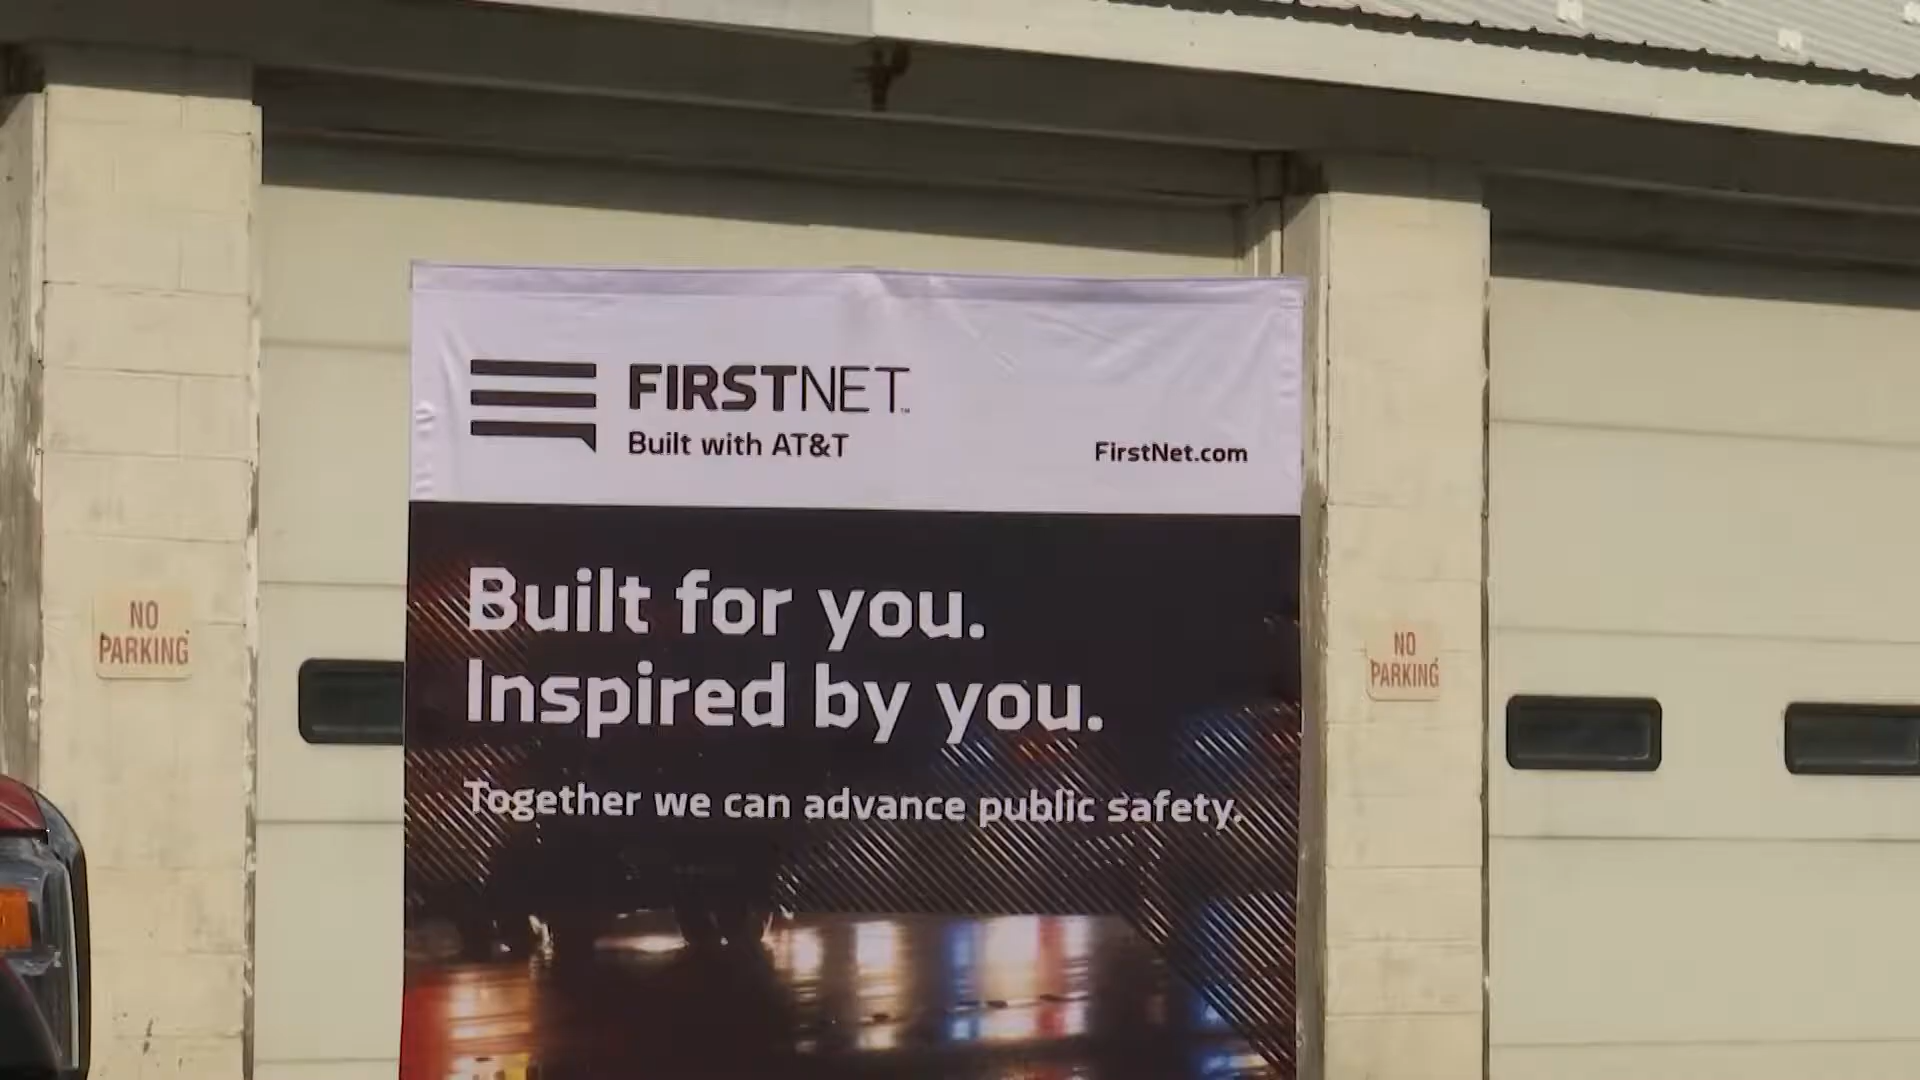 FIRSTNET™
Built with AT&T
FirstNet.com
Built for you.
Inspired by you.
Together we can advance public safety.
NO
PARKING
NO
PARKING